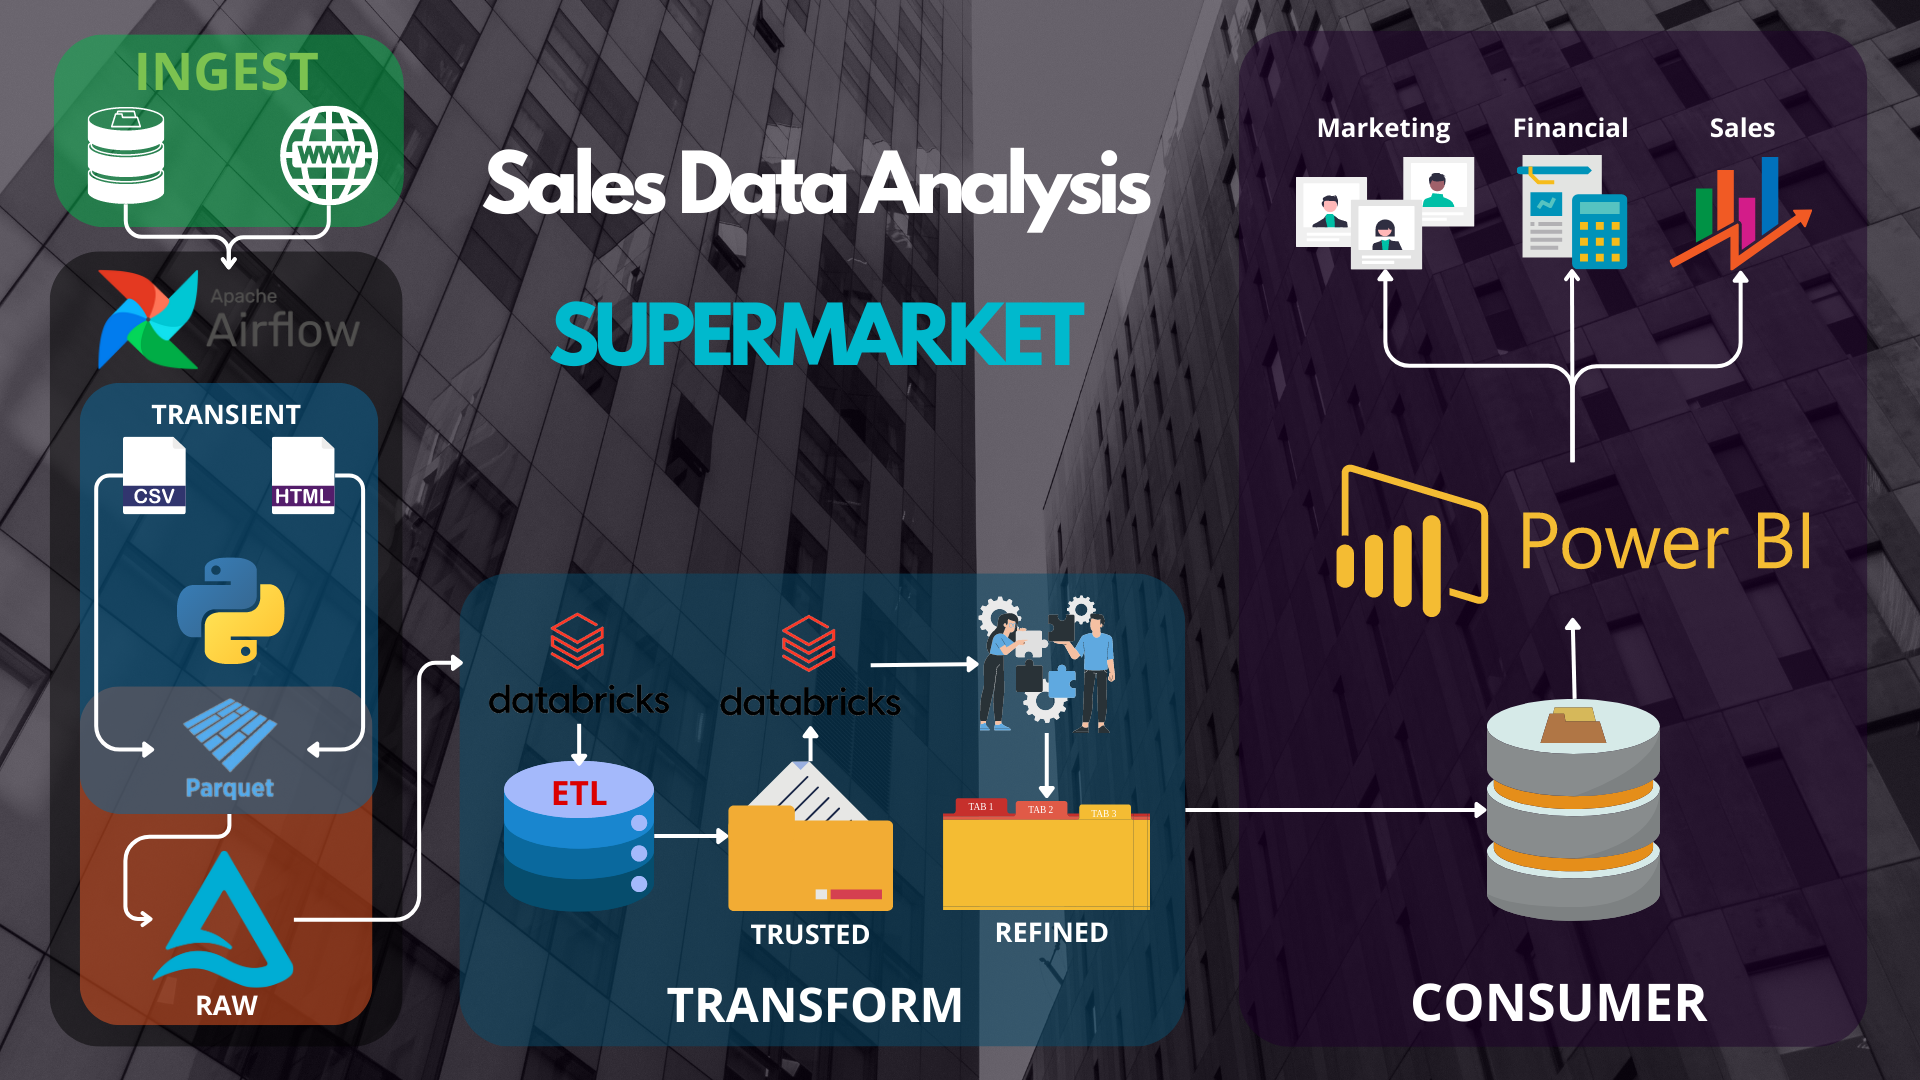 INGEST
WWW
Apache
Airflow
TRANSIENT
CSV
HTML
Parquet
RAW
Sales Data Analysis
SUPERMARKET
databricks
databricks
ETL
TRUSTED
TAB 1
TAB 2
TAB 3
REFINED
TRANSFORM
Marketing
Financial
Sales
Power BI
CONSUMER